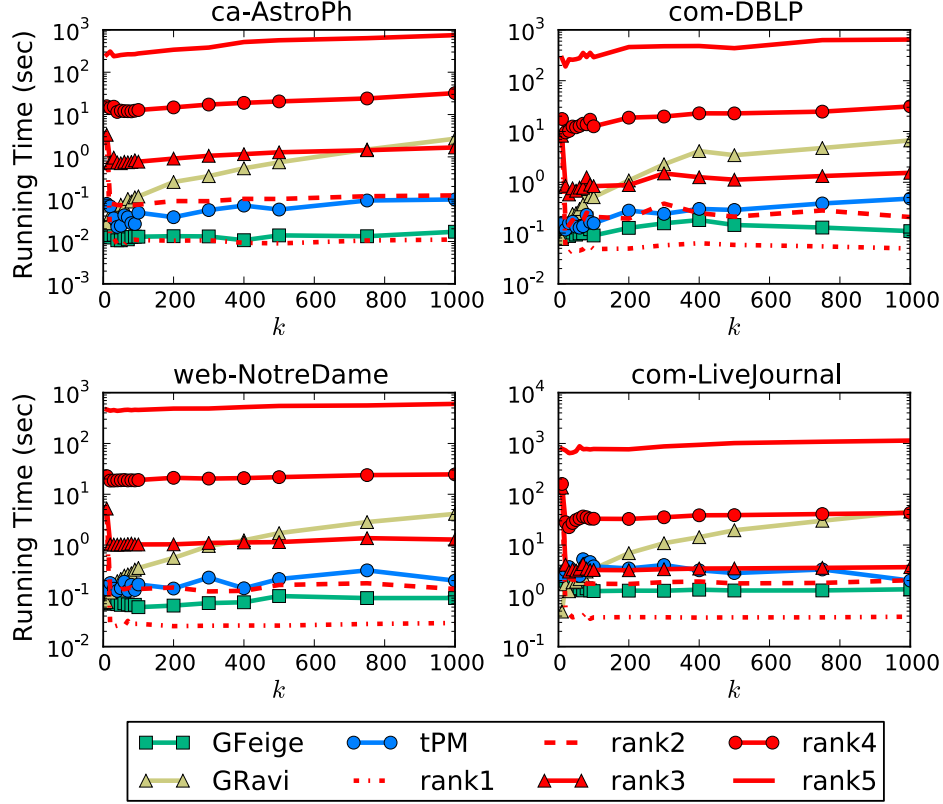 ca-AstroPh
com-DBLP
Running Time (sec)
10^3
10^2
10^1
10^0
10^-1
10^-2
10^-3
0 200 400 600 800 1000
k
10^3
10^2
10^1
10^0
10^-1
10^-2
0 200 400 600 800 1000
k
web-NotreDame
com-LiveJournal
Running Time (sec)
10^3
10^2
10^1
10^0
10^-1
10^-2
0 200 400 600 800 1000
k
10^4
10^3
10^2
10^1
10^0
10^-1
0 200 400 600 800 1000
k
GFeige tPM rank2 rank4
GRavi rank1 rank3 rank5